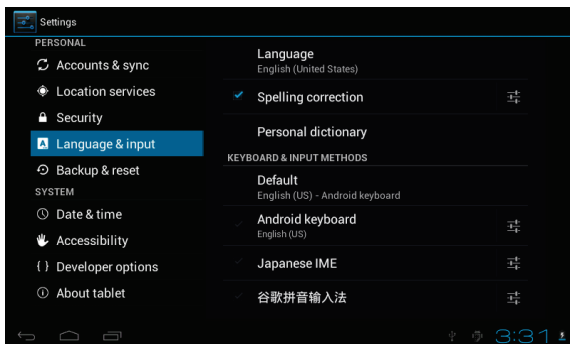 Settings
PERSONAL
Accounts & sync
Location services
Security
Language & input
Backup & reset
SYSTEM
Date & time
Accessibility
{ } Developer options
About tablet
Language
English (United States)
Spelling correction
Personal dictionary
KEYBOARD & INPUT METHODS
Default
English (US) - Android keyboard
Android keyboard
English (US)
Japanese IME
谷歌拼音输入法
3:31